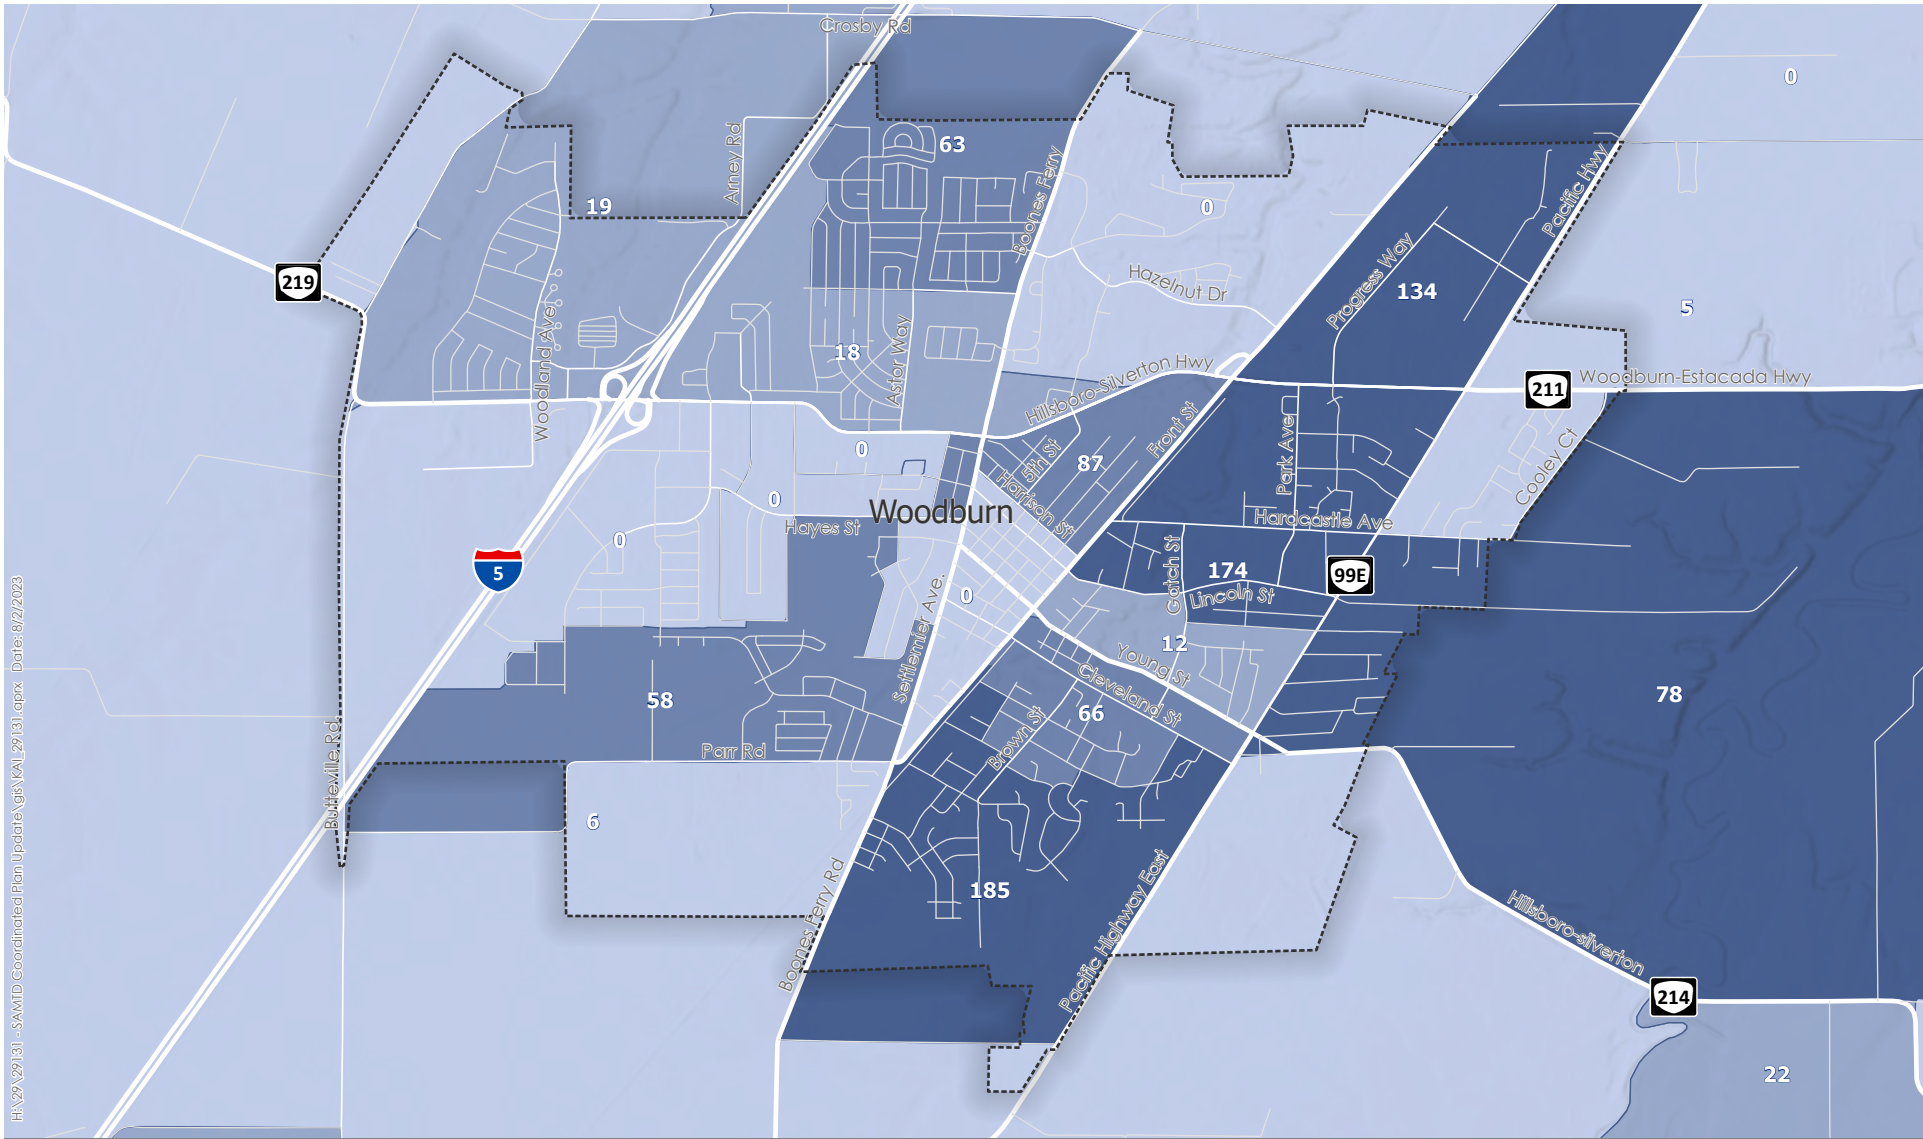 Crosby Rd
0
63
Arney Rd
Boones Ferry
Pacific Hwy
19
0
219
Hazelnut Dr
Progress Way
134
5
Woodland Ave
18
Astor Way
Hillsboro-Silverton Hwy
211
Woodburn-Estacada Hwy
0
5th St
87
Front St
Park Ave
Cooley Ct
Harrison St
0
Woodburn
Hayes St
Hardcastle Ave
0
5
Gatch St
174
99E
Lincoln St
Settlemier Ave.
0
12
Young St
Cleveland St
58
66
78
Brown St
Parr Rd
Butteville Rd
6
185
Boones Ferry Rd
Pacific Highway East
Hillsboro-silverton
214
22
H:\29\29131 - SAMTD Coordinated Plan Update\gis\KAI_29131.aprx Date: 8/2/2023